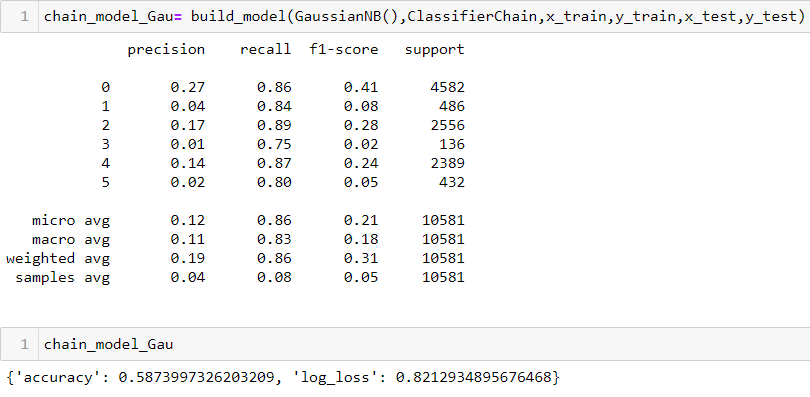 1 chain_model_Gau= build_model(GaussianNB(),ClassifierChain,x_train,y_train,x_test,y_test)
precision recall f1-score support
0 0.27 0.86 0.41 4582
1 0.04 0.84 0.08 486
2 0.17 0.89 0.28 2556
3 0.01 0.75 0.02 136
4 0.14 0.87 0.24 2389
5 0.02 0.80 0.05 432
micro avg 0.12 0.86 0.21 10581
macro avg 0.11 0.83 0.18 10581
weighted avg 0.19 0.86 0.31 10581
samples avg 0.04 0.08 0.05 10581
1 chain_model_Gau
{'accuracy': 0.5873997326203209, 'log_loss': 0.8212934895676468}